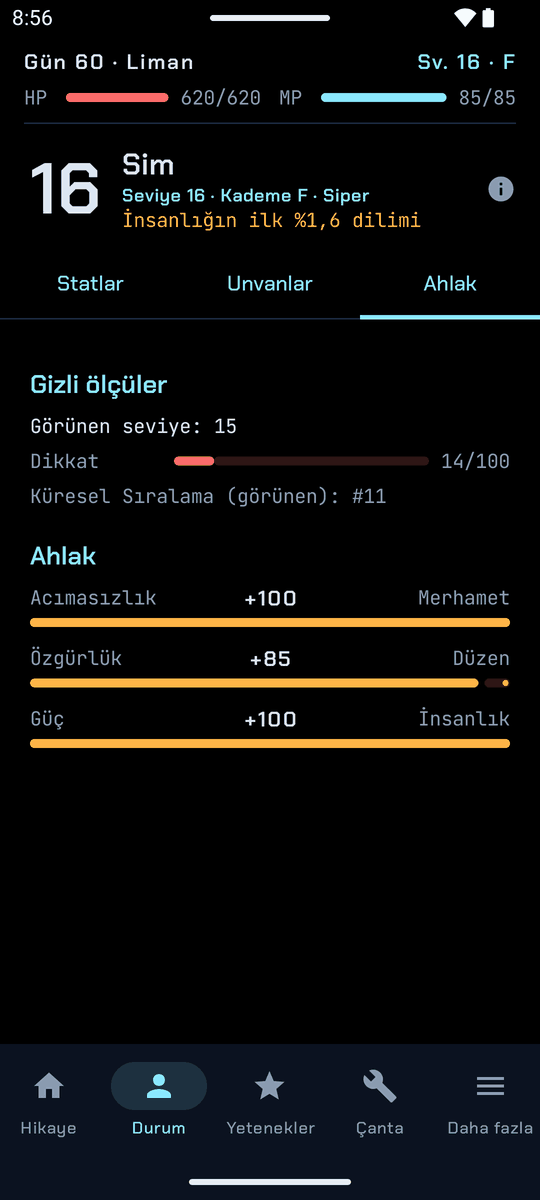 8:56
Gün 60 · Liman Sv. 16 · F
HP 620/620 MP 85/85
16
Sim
Seviye 16 · Kademe F · Siper
İnsanlığın ilk %1,6 dilimi
Statlar Unvanlar Ahlak
Gizli ölçüler
Görünen seviye: 15
Dikkat 14/100
Küresel Sıralama (görünen): #11
Ahlak
Acımasızlık +100 Merhamet
Özgürlük +85 Düzen
Güç +100 İnsanlık
Hikaye Durum Yetenekler Çanta Daha fazla